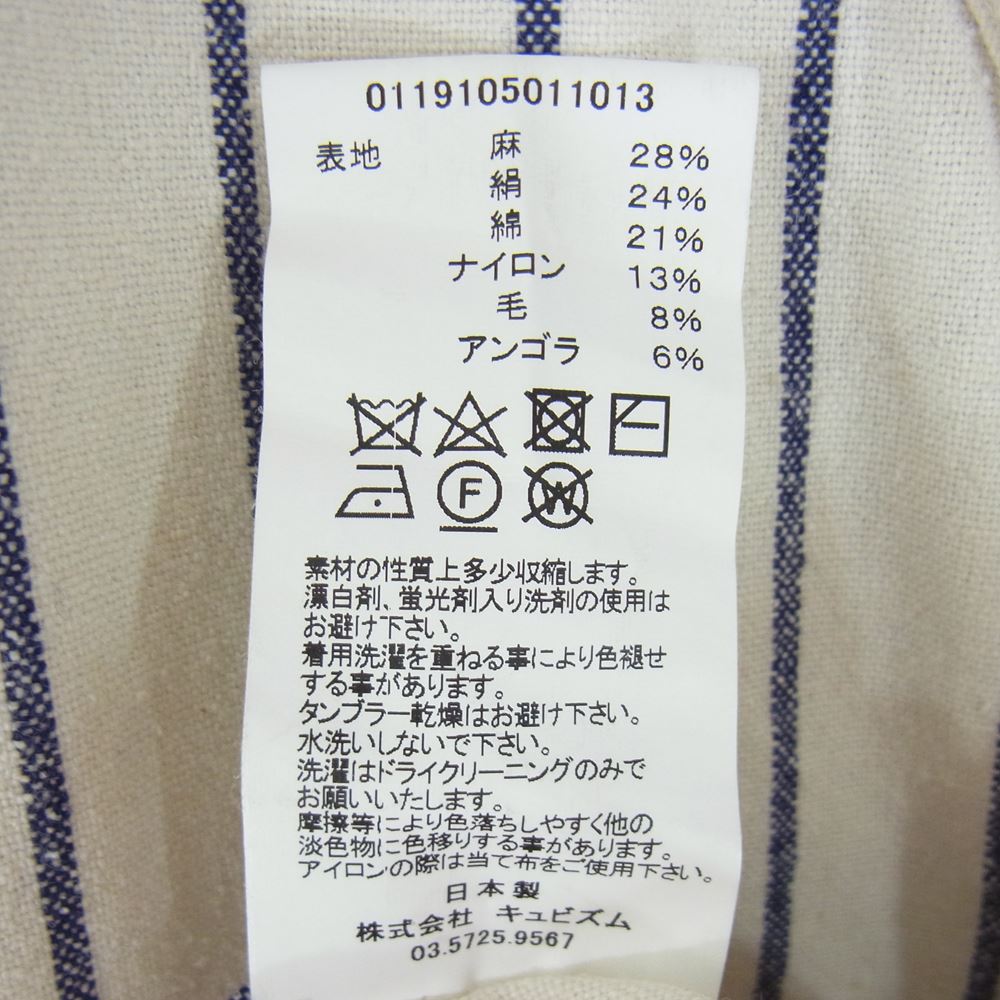 0119105011013
表地 麻 28%
絹 24%
綿 21%
ナイロン 13%
毛 8%
アンゴラ 6%
F W
素材の性質上多少収縮します。
漂白剤、蛍光剤入り洗剤の使用は
お避け下さい。
着用洗濯を重ねる事により色褪せ
する事があります。
タンブラー乾燥はお避け下さい。
水洗いしないで下さい。
洗濯はドライクリーニングのみで
お願いいたします。
摩擦等により色落ちしやすく他の
淡色物に色移りする事があります。
アイロンの際は当て布をご使用下さい。
日本製
株式会社 キュビズム
03.5725.9567